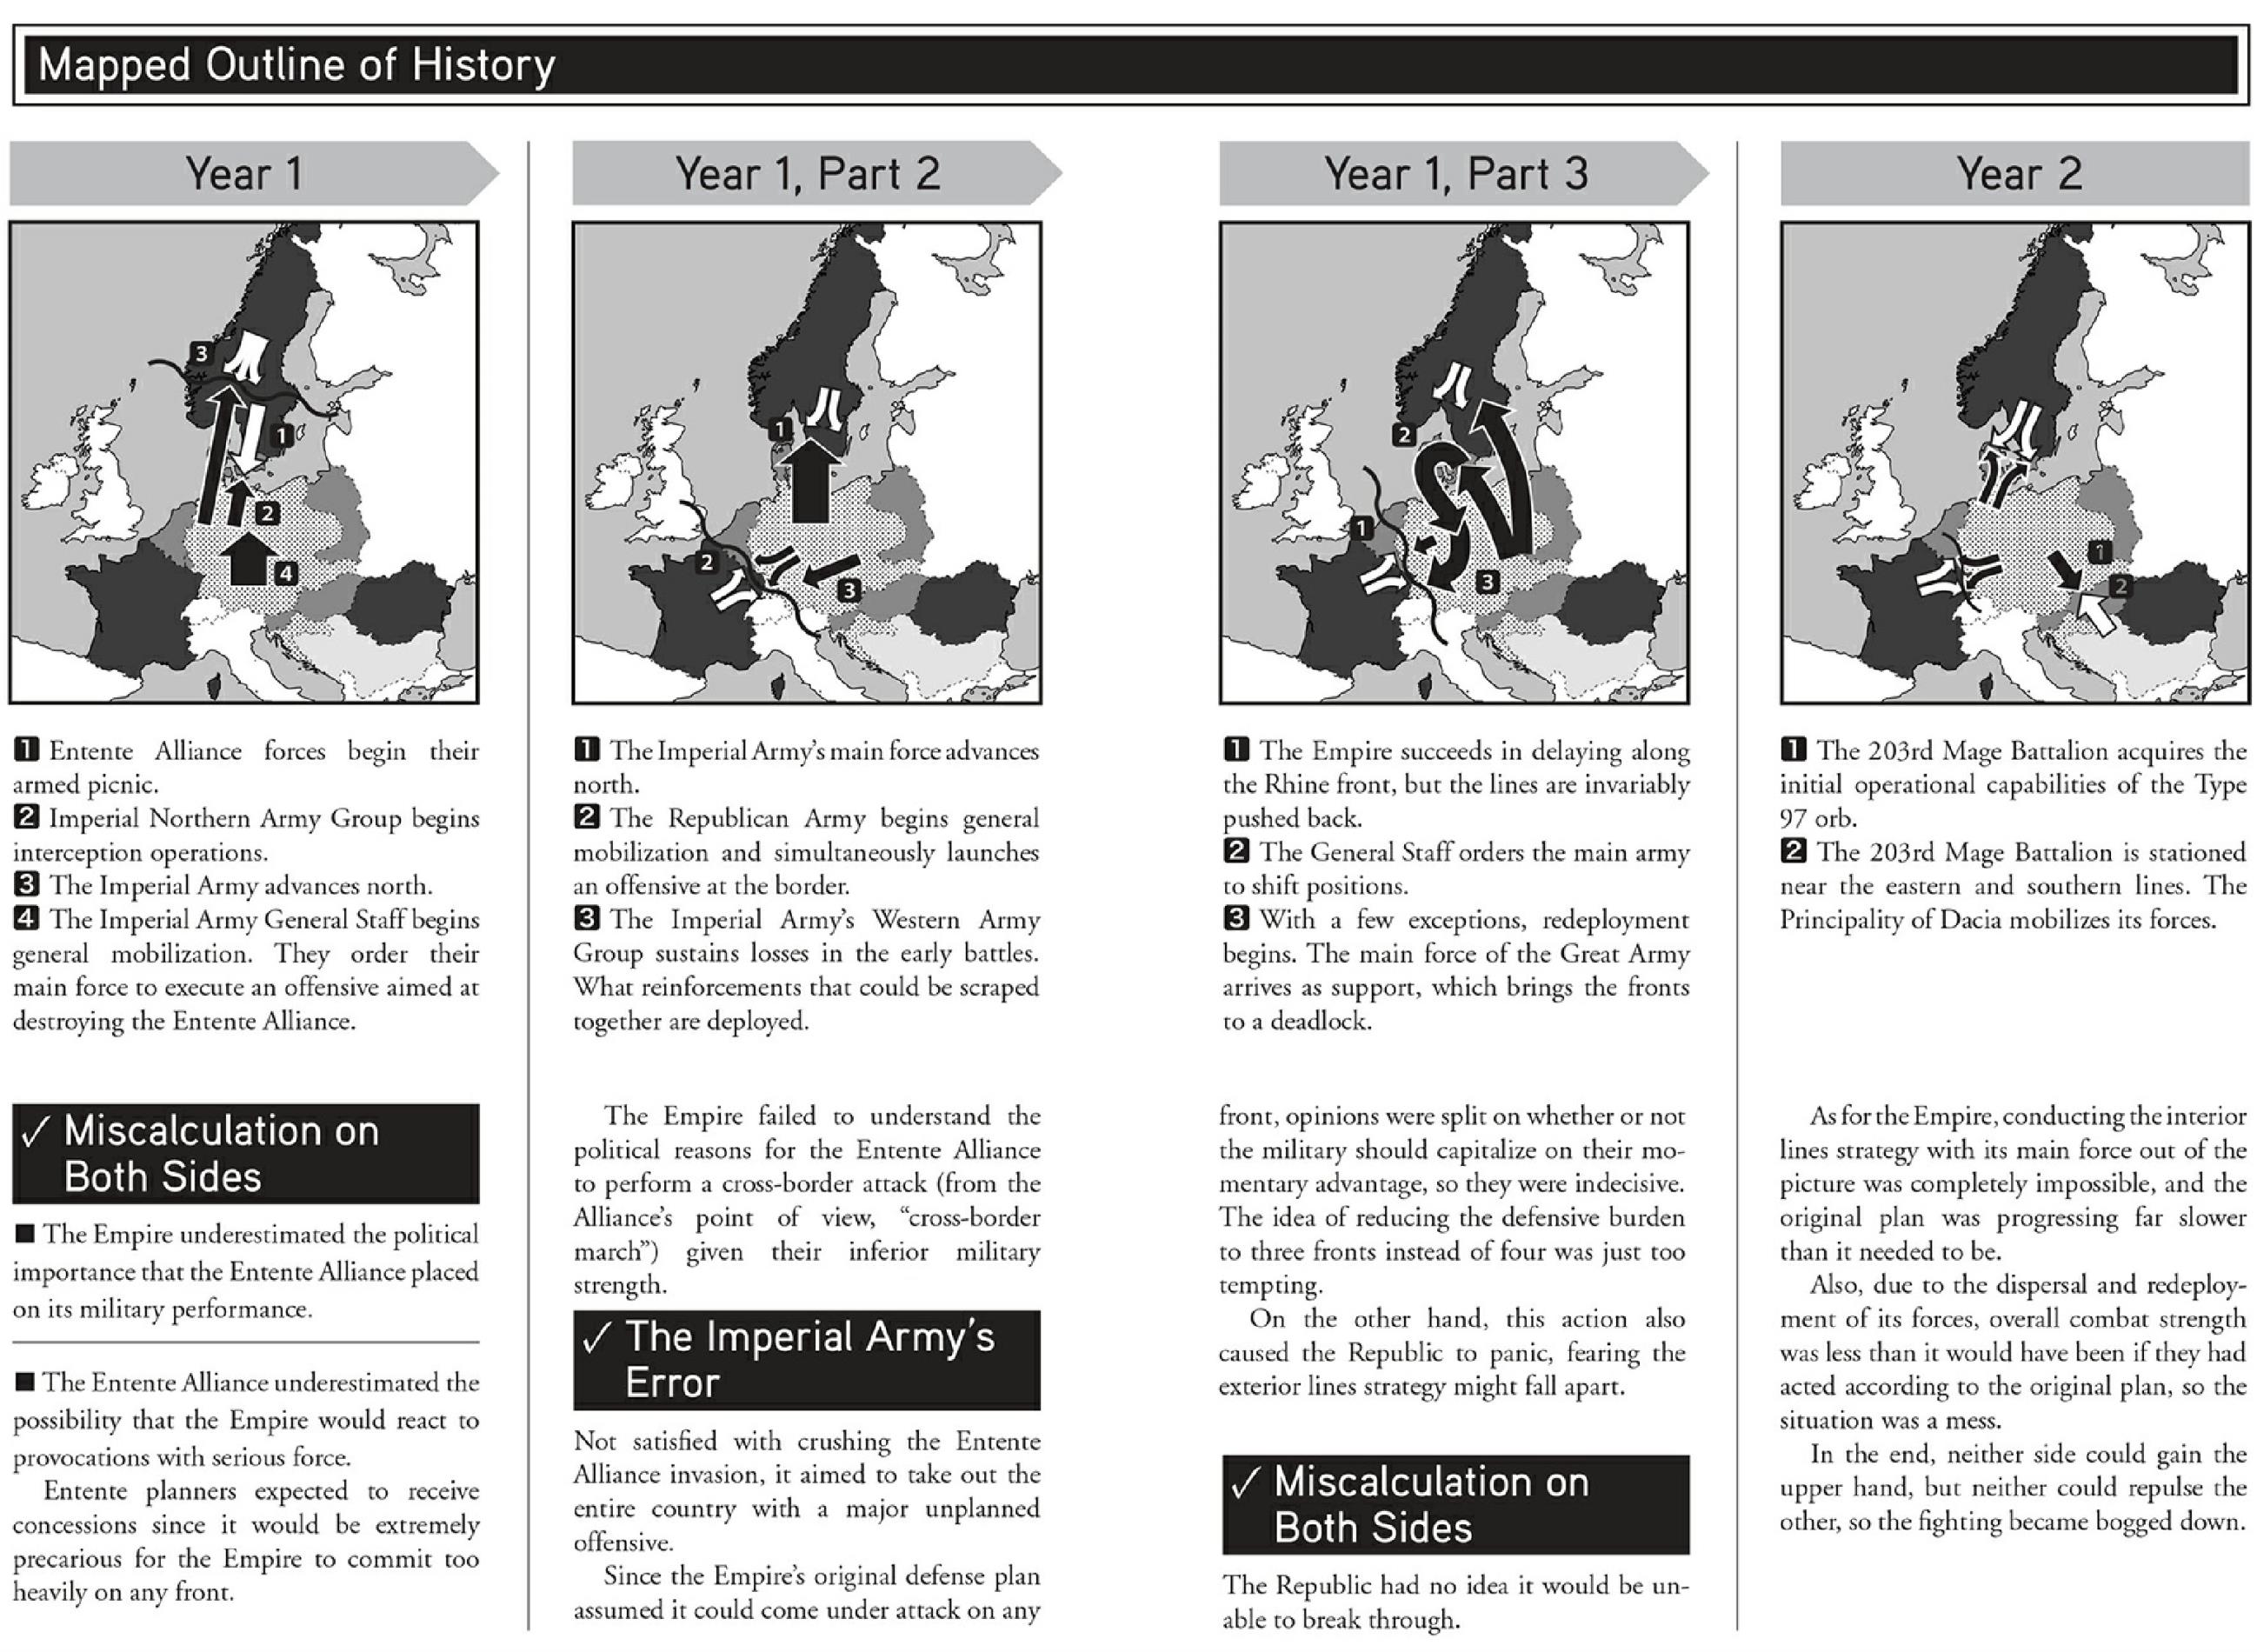 Mapped Outline of History
Year 1
3
1
2
4
1 Entente Alliance forces begin their
armed picnic.
2 Imperial Northern Army Group begins
interception operations.
3 The Imperial Army advances north.
4 The Imperial Army General Staff begins
general mobilization. They order their
main force to execute an offensive aimed at
destroying the Entente Alliance.
✓ Miscalculation on
Both Sides
■ The Empire underestimated the political
importance that the Entente Alliance placed
on its military performance.
■ The Entente Alliance underestimated the
possibility that the Empire would react to
provocations with serious force.
Entente planners expected to receive
concessions since it would be extremely
precarious for the Empire to commit too
heavily on any front.
Year 1, Part 2
1
2
3
1 The Imperial Army's main force advances
north.
2 The Republican Army begins general
mobilization and simultaneously launches
an offensive at the border.
3 The Imperial Army's Western Army
Group sustains losses in the early battles.
What reinforcements that could be scraped
together are deployed.
The Empire failed to understand the
political reasons for the Entente Alliance
to perform a cross-border attack (from the
Alliance's point of view, "cross-border
march") given their inferior military
strength.
✓ The Imperial Army's
Error
Not satisfied with crushing the Entente
Alliance invasion, it aimed to take out the
entire country with a major unplanned
offensive.
Since the Empire's original defense plan
assumed it could come under attack on any
Year 1, Part 3
2
1
3
1 The Empire succeeds in delaying along
the Rhine front, but the lines are invariably
pushed back.
2 The General Staff orders the main army
to shift positions.
3 With a few exceptions, redeployment
begins. The main force of the Great Army
arrives as support, which brings the fronts
to a deadlock.
front, opinions were split on whether or not
the military should capitalize on their mo-
mentary advantage, so they were indecisive.
The idea of reducing the defensive burden
to three fronts instead of four was just too
tempting.
On the other hand, this action also
caused the Republic to panic, fearing the
exterior lines strategy might fall apart.
✓ Miscalculation on
Both Sides
The Republic had no idea it would be un-
able to break through.
Year 2
1
2
1 The 203rd Mage Battalion acquires the
initial operational capabilities of the Type
97 orb.
2 The 203rd Mage Battalion is stationed
near the eastern and southern lines. The
Principality of Dacia mobilizes its forces.
As for the Empire, conducting the interior
lines strategy with its main force out of the
picture was completely impossible, and the
original plan was progressing far slower
than it needed to be.
Also, due to the dispersal and redeploy-
ment of its forces, overall combat strength
was less than it would have been if they had
acted according to the original plan, so the
situation was a mess.
In the end, neither side could gain the
upper hand, but neither could repulse the
other, so the fighting became bogged down.